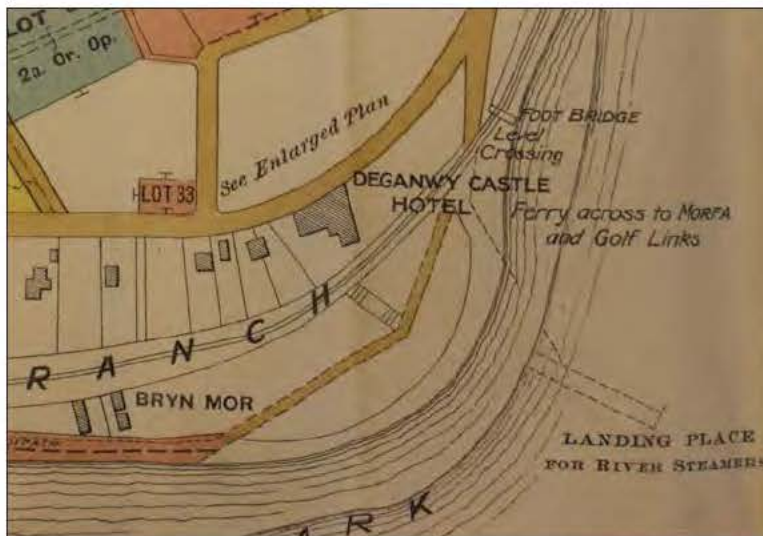 LOT
2a. 0r. 0p.
See Enlarged Plan
LOT 33
FOOT BRIDGE
Level
Crossing
DEGANWY CASTLE
HOTEL
Ferry across to MORFA
and Golf Links
RANCH
BRYN MOR
LANDING PLACE
FOR RIVER STEAMERS
ARK